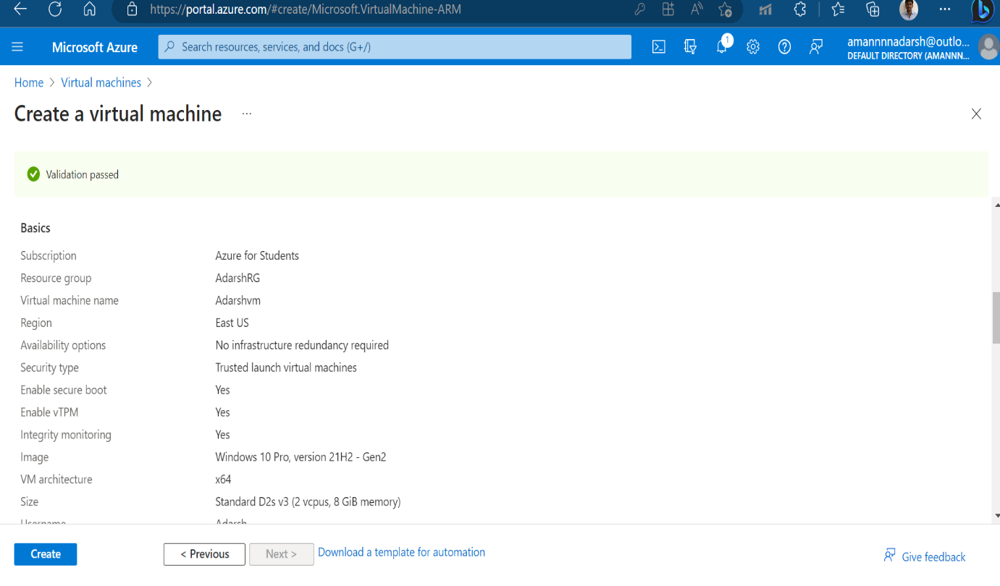 https://portal.azure.com/#create/Microsoft.VirtualMachine-ARM
Microsoft Azure
Search resources, services, and docs (G+/)
1
amannnadarsh@outlo...
DEFAULT DIRECTORY (AMANNN...
Home > Virtual machines >
Create a virtual machine ...
Validation passed
Basics
Subscription Azure for Students
Resource group AdarshRG
Virtual machine name Adarshvm
Region East US
Availability options No infrastructure redundancy required
Security type Trusted launch virtual machines
Enable secure boot Yes
Enable vTPM Yes
Integrity monitoring Yes
Image Windows 10 Pro, version 21H2 - Gen2
VM architecture x64
Size Standard D2s v3 (2 vcpus, 8 GiB memory)
Username Adarsh
Create < Previous Next > Download a template for automation Give feedback